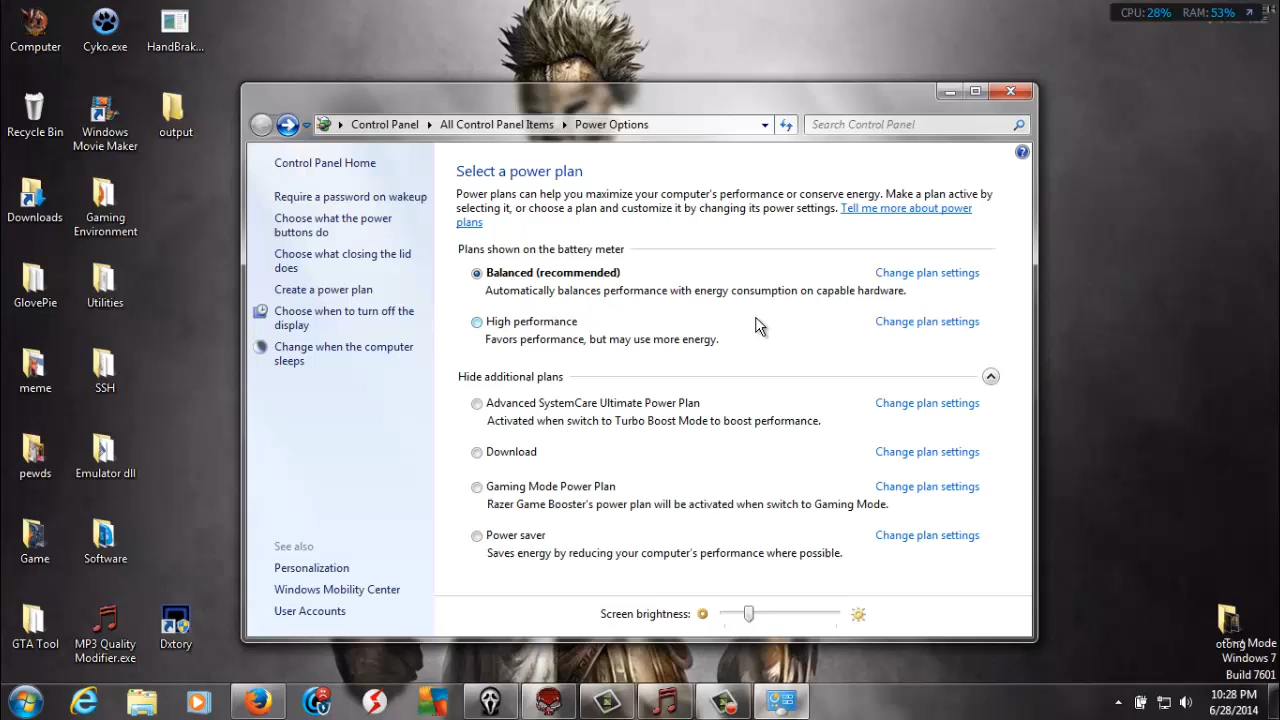 CPU: 28% RAM: 53%
Computer
Cyko.exe
HandBrak...
Recycle Bin
Windows
Movie Maker
output
Downloads
Gaming
Environment
GlovePie
Utilities
meme
SSH
pewds
Emulator dll
Game
Software
GTA Tool
MP3 Quality
Modifier.exe
Dxtory
Control Panel
All Control Panel Items
Power Options
Search Control Panel
Control Panel Home
Require a password on wakeup
Choose what the power
buttons do
Choose what closing the lid
does
Create a power plan
Choose when to turn off the
display
Change when the computer
sleeps
See also
Personalization
Windows Mobility Center
User Accounts
Select a power plan
Power plans can help you maximize your computer's performance or conserve energy. Make a plan active by
selecting it, or choose a plan and customize it by changing its power settings. Tell me more about power
plans
Plans shown on the battery meter
Balanced (recommended) Change plan settings
Automatically balances performance with energy consumption on capable hardware.
High performance Change plan settings
Favors performance, but may use more energy.
Hide additional plans
Advanced SystemCare Ultimate Power Plan Change plan settings
Activated when switch to Turbo Boost Mode to boost performance.
Download Change plan settings
Gaming Mode Power Plan Change plan settings
Razer Game Booster's power plan will be activated when switch to Gaming Mode.
Power saver Change plan settings
Saves energy by reducing your computer's performance where possible.
Screen brightness:
Mode
Windows 7
Build 7601
10:28 PM
6/28/2014